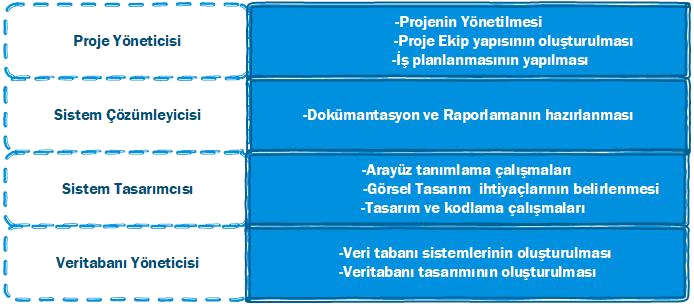 Proje Yöneticisi
-Projenin Yönetilmesi
-Proje Ekip yapısının oluşturulması
-İş planlanmasının yapılması
Sistem Çözümleyicisi
-Dokümantasyon ve Raporlamanın hazırlanması
Sistem Tasarımcısı
-Arayüz tanımlama çalışmaları
-Görsel Tasarım ihtiyaçlarının belirlenmesi
-Tasarım ve kodlama çalışmaları
Veritabanı Yöneticisi
-Veri tabanı sistemlerinin oluşturulması
-Veritabanı tasarımının oluşturulması